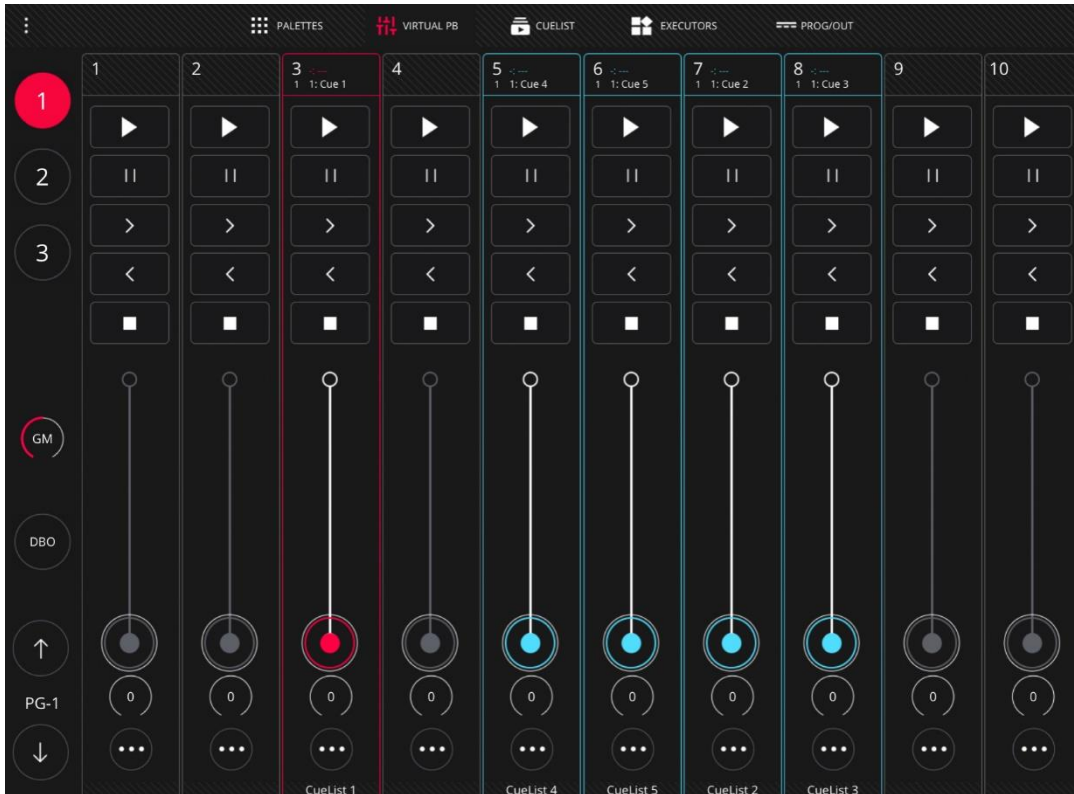 PALETTES VIRTUAL PB CUELIST EXECUTORS PROG/OUT
1 2 3 -:--- 4 5 -:--- 6 -:--- 7 -:--- 8 -:--- 9 10
1 1: Cue 1 1 1: Cue 4 1 1: Cue 5 1 1: Cue 2 1 1: Cue 3
1
2
3
GM
DBO
PG-1
0 0 0 0 0 0 0 0 0 0
CueList 1 CueList 4 CueList 5 CueList 2 CueList 3